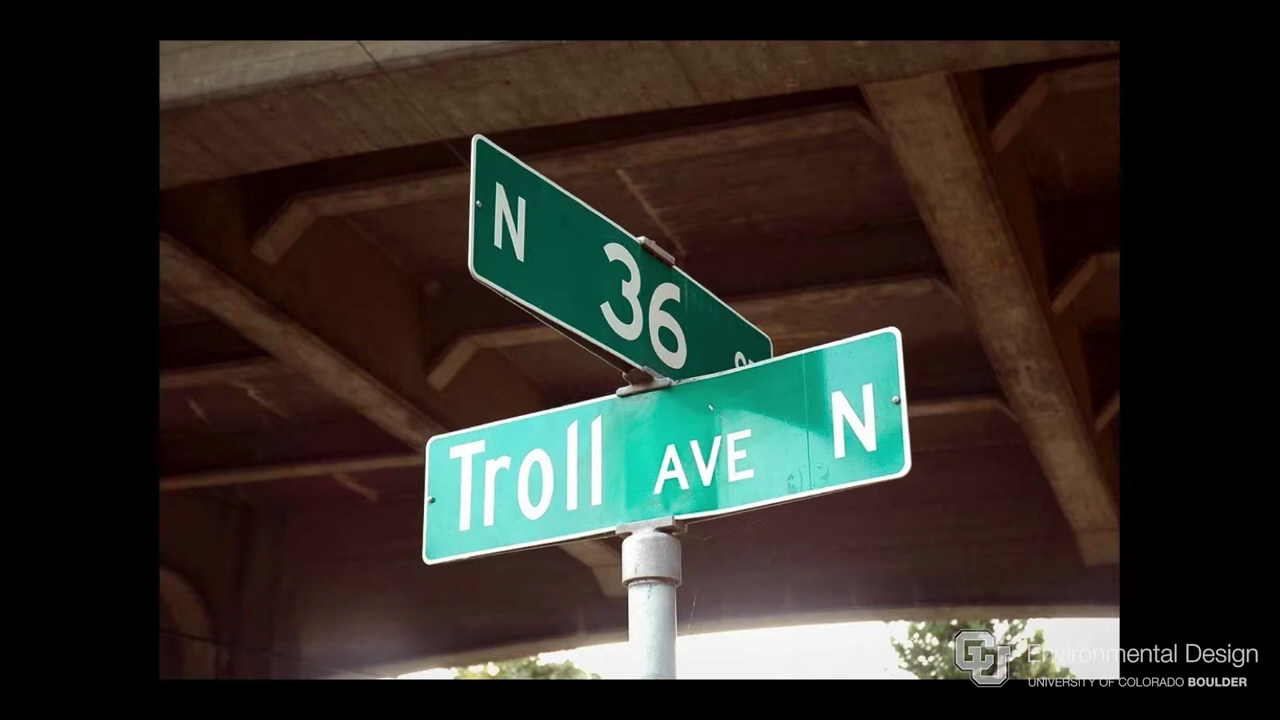 N 36
Troll AVE N
Environmental Design
UNIVERSITY OF COLORADO BOULDER